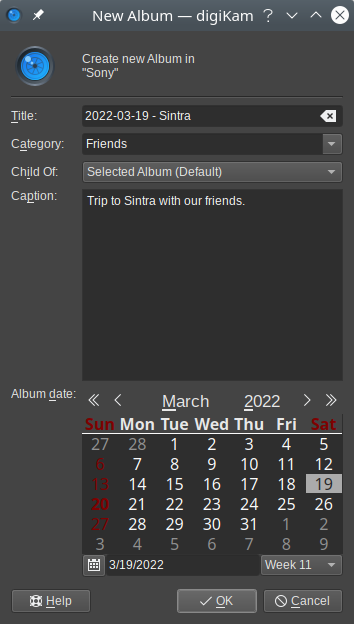 New Album — digiKam
Create new Album in
"Sony"
Title: 2022-03-19 - Sintra
Category: Friends
Child Of: Selected Album (Default)
Caption: Trip to Sintra with our friends.
Album date: March 2022
Sun Mon Tue Wed Thu Fri Sat
27 28 1 2 3 4 5
6 7 8 9 10 11 12
13 14 15 16 17 18 19
20 21 22 23 24 25 26
27 28 29 30 31 1 2
3 4 5 6 7 8 9
3/19/2022 Week 11
Help OK Cancel